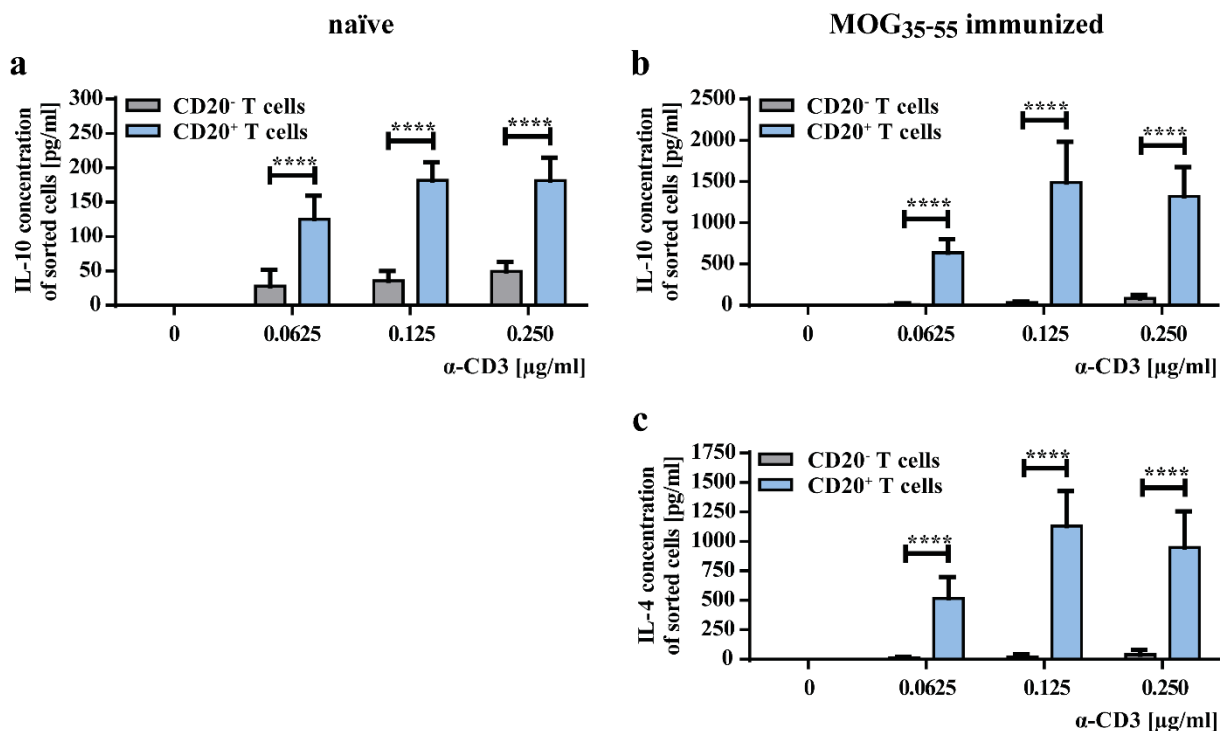 naïve
MOG35-55 immunized
a
IL-10 concentration
of sorted cells [pg/ml]
300
250
200
150
100
50
0
CD20- T cells
CD20+ T cells
****
****
****
0
0.0625
0.125
0.250
α-CD3 [µg/ml]
b
IL-10 concentration
of sorted cells [pg/ml]
2500
2000
1500
1000
500
0
CD20- T cells
CD20+ T cells
****
****
****
0
0.0625
0.125
0.250
α-CD3 [µg/ml]
c
IL-4 concentration
of sorted cells [pg/ml]
1750
1500
1250
1000
750
500
250
0
CD20- T cells
CD20+ T cells
****
****
****
0
0.0625
0.125
0.250
α-CD3 [µg/ml]